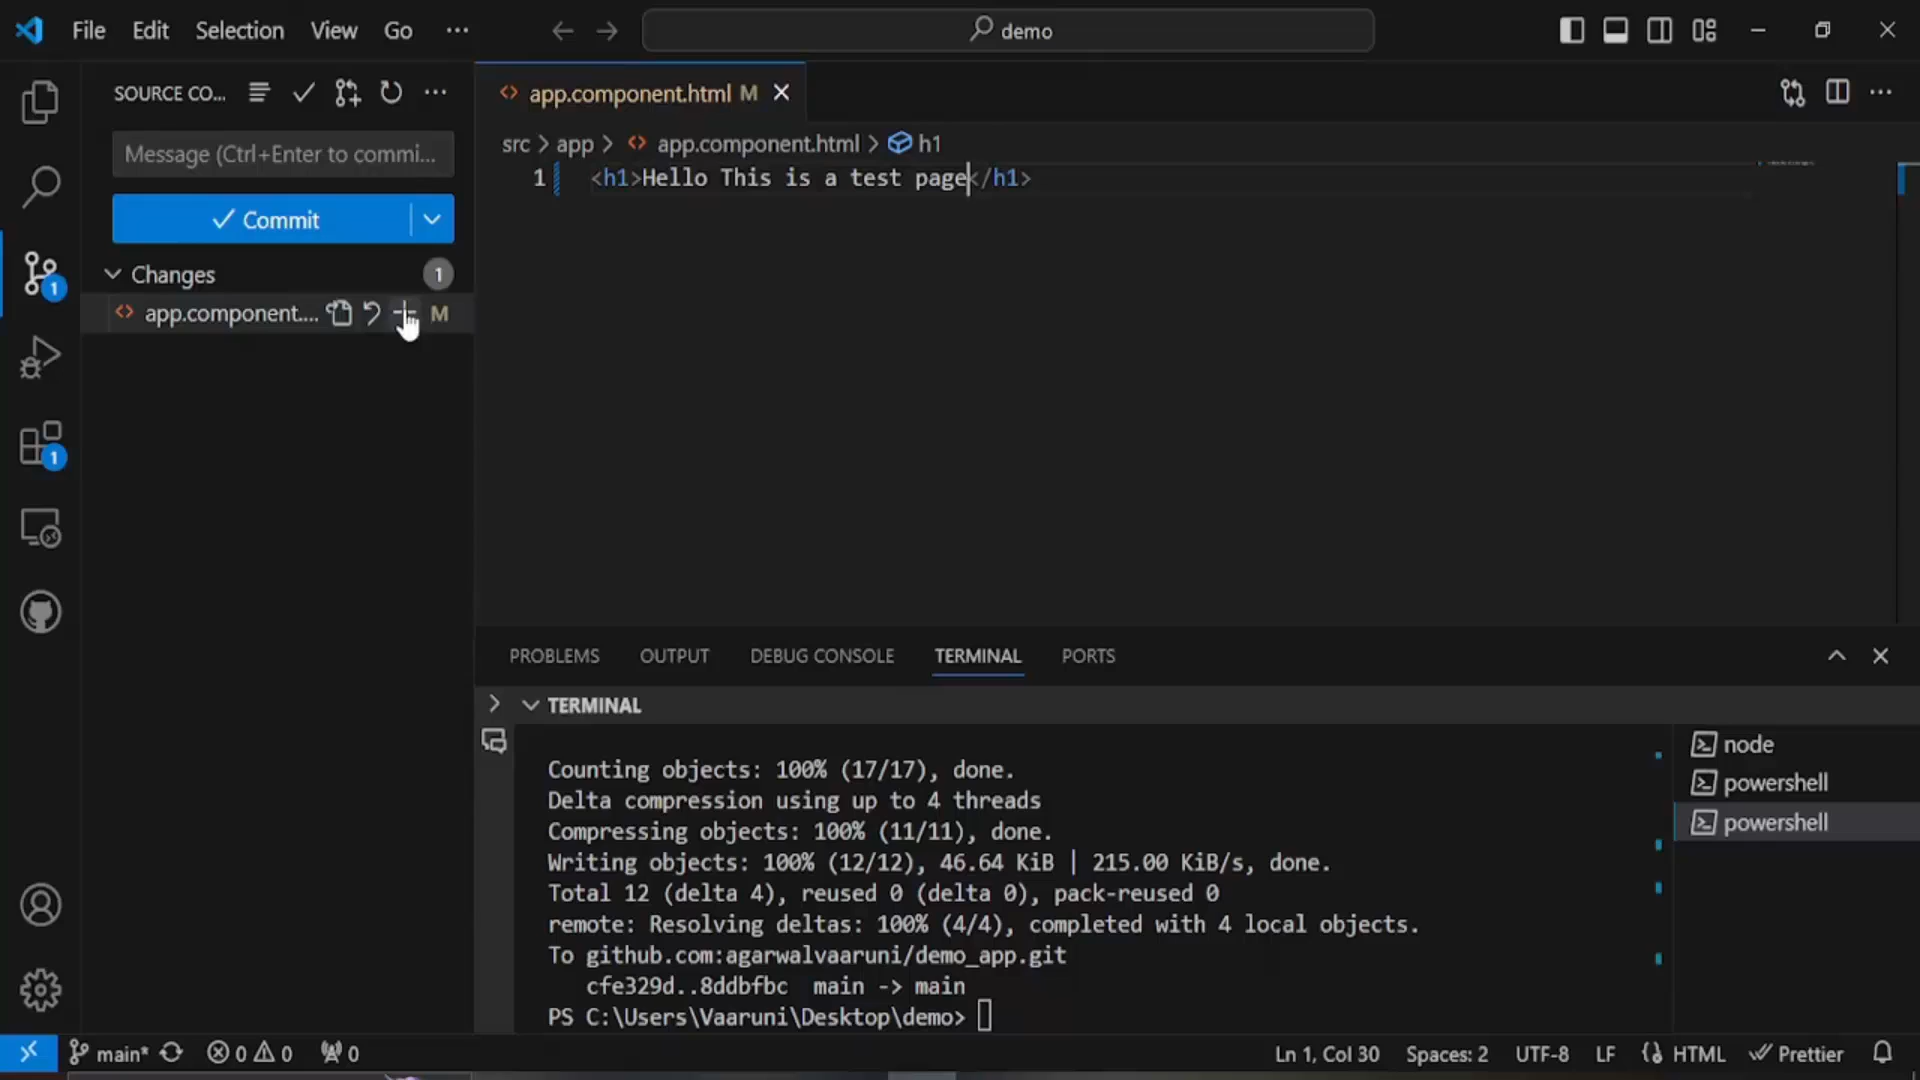 File Edit Selection View Go ···
demo
SOURCE CO...
Message (Ctrl+Enter to commi...
Commit
Changes 1
app.component.... M
1
1
app.component.html M
src > app > app.component.html > h1
1 <h1>Hello This is a test page</h1>
PROBLEMS OUTPUT DEBUG CONSOLE TERMINAL PORTS
TERMINAL
Counting objects: 100% (17/17), done.
Delta compression using up to 4 threads
Compressing objects: 100% (11/11), done.
Writing objects: 100% (12/12), 46.64 KiB | 215.00 KiB/s, done.
Total 12 (delta 4), reused 0 (delta 0), pack-reused 0
remote: Resolving deltas: 100% (4/4), completed with 4 local objects.
To github.com:agarwalvaaruni/demo_app.git
cfe329d..8ddbfbc main -> main
PS C:\Users\Vaaruni\Desktop\demo>
node
powershell
powershell
main* 0 0 0 Ln 1, Col 30 Spaces: 2 UTF-8 LF HTML Prettier